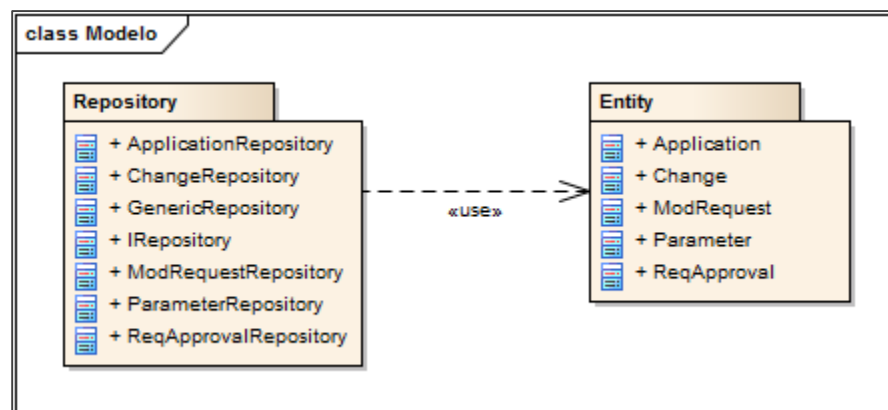 class Modelo
Repository
+ ApplicationRepository
+ ChangeRepository
+ GenericRepository
+ IRepository
+ ModRequestRepository
+ ParameterRepository
+ ReqApprovalRepository
«use»
Entity
+ Application
+ Change
+ ModRequest
+ Parameter
+ ReqApproval